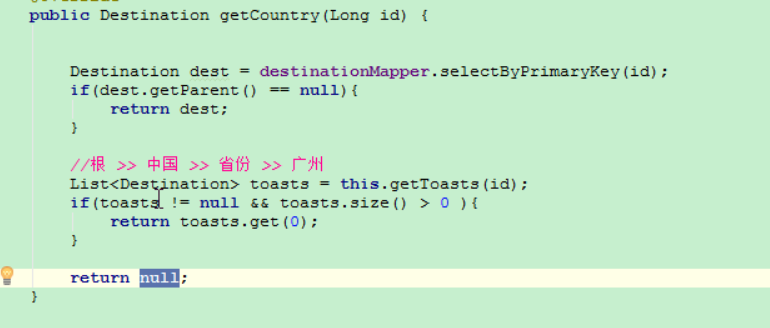 public Destination getCountry(Long id) {
Destination dest = destinationMapper.selectByPrimaryKey(id);
if(dest.getParent() == null){
return dest;
}
//根 >> 中国 >> 省份 >> 广州
List<Destination> toasts = this.getToasts(id);
if(toasts != null && toasts.size() > 0 ){
return toasts.get(0);
}
return null;
}